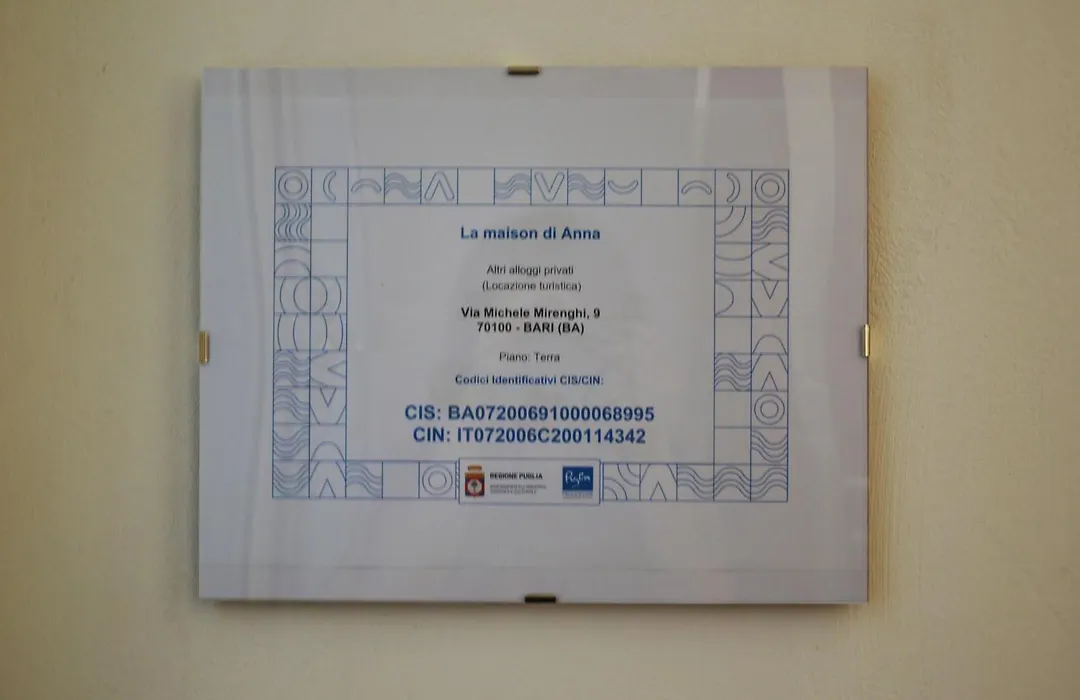 La maison di Anna
Altri alloggi privati
(Locazione turistica)
Via Michele Mirenghi, 9
70100 - BARI (BA)
Piano: Terra
Codici Identificativi CIS/CIN:
CIS: BA07200691000068995
CIN: IT072006C200114342
REGIONE PUGLIA
Puglia